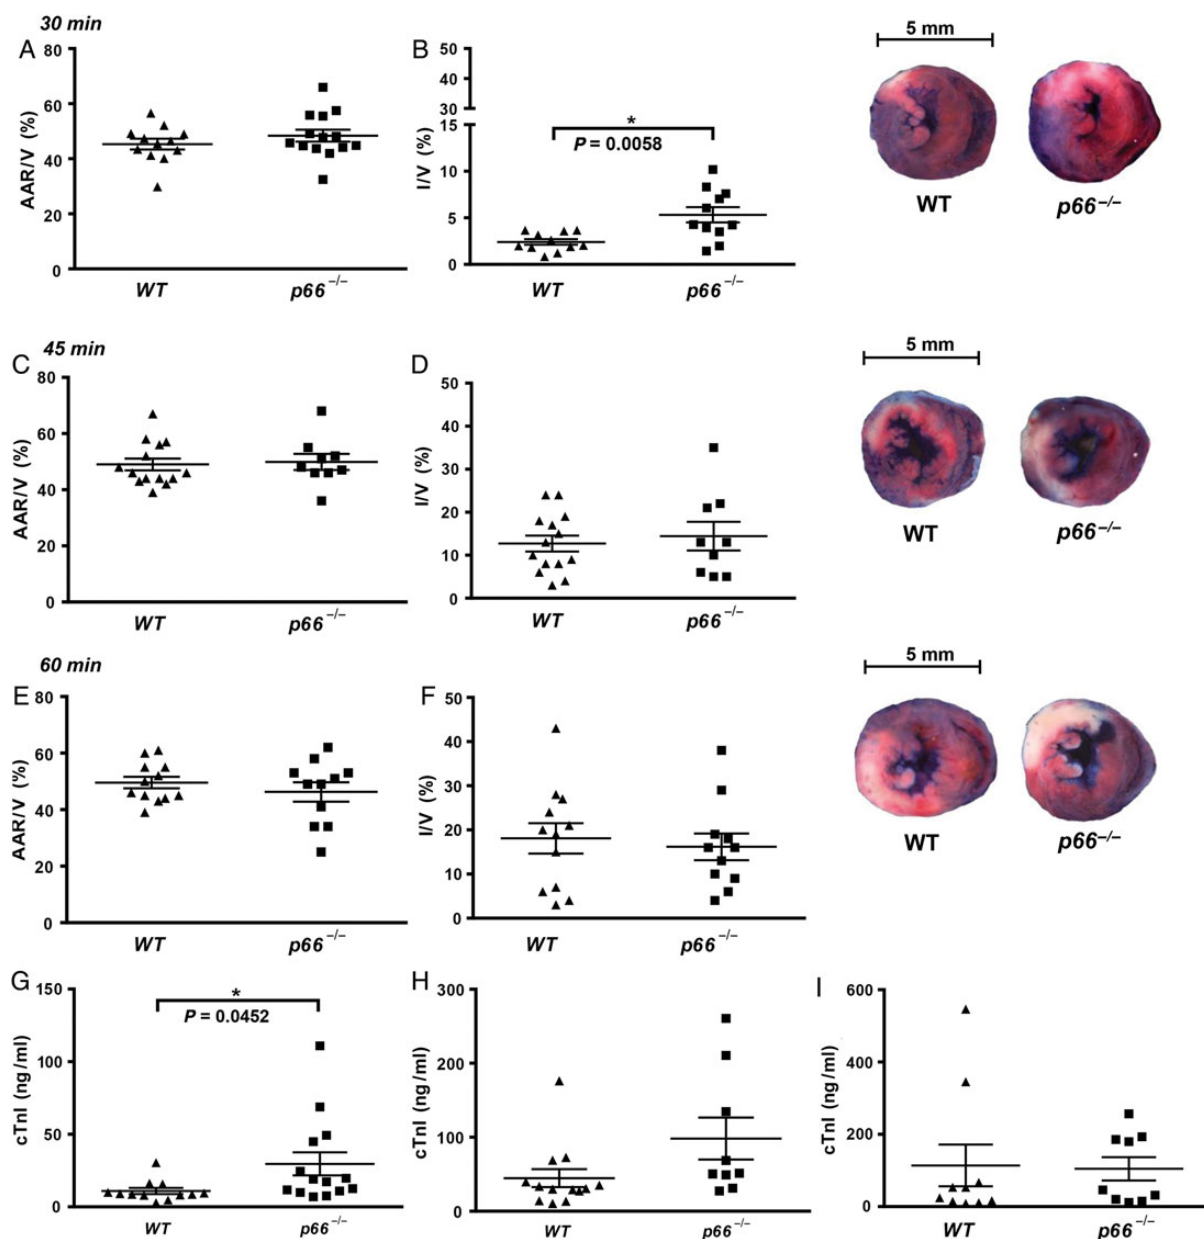 30 min
A
AAR/V (%)
80
60
40
20
0
WT
p66−/−
B
I/V (%)
50
40
30
15
10
5
0
*
P = 0.0058
WT
p66−/−
5 mm
WT
p66−/−
45 min
C
AAR/V (%)
80
60
40
20
0
WT
p66−/−
D
I/V (%)
50
40
30
20
10
0
WT
p66−/−
5 mm
WT
p66−/−
60 min
E
AAR/V (%)
80
60
40
20
0
WT
p66−/−
F
I/V (%)
50
40
30
20
10
0
WT
p66−/−
5 mm
WT
p66−/−
G
cTnI (ng/ml)
150
100
50
0
*
P = 0.0452
WT
p66−/−
H
cTnI (ng/ml)
300
200
100
0
WT
p66−/−
I
cTnI (ng/ml)
600
400
200
0
WT
p66−/−